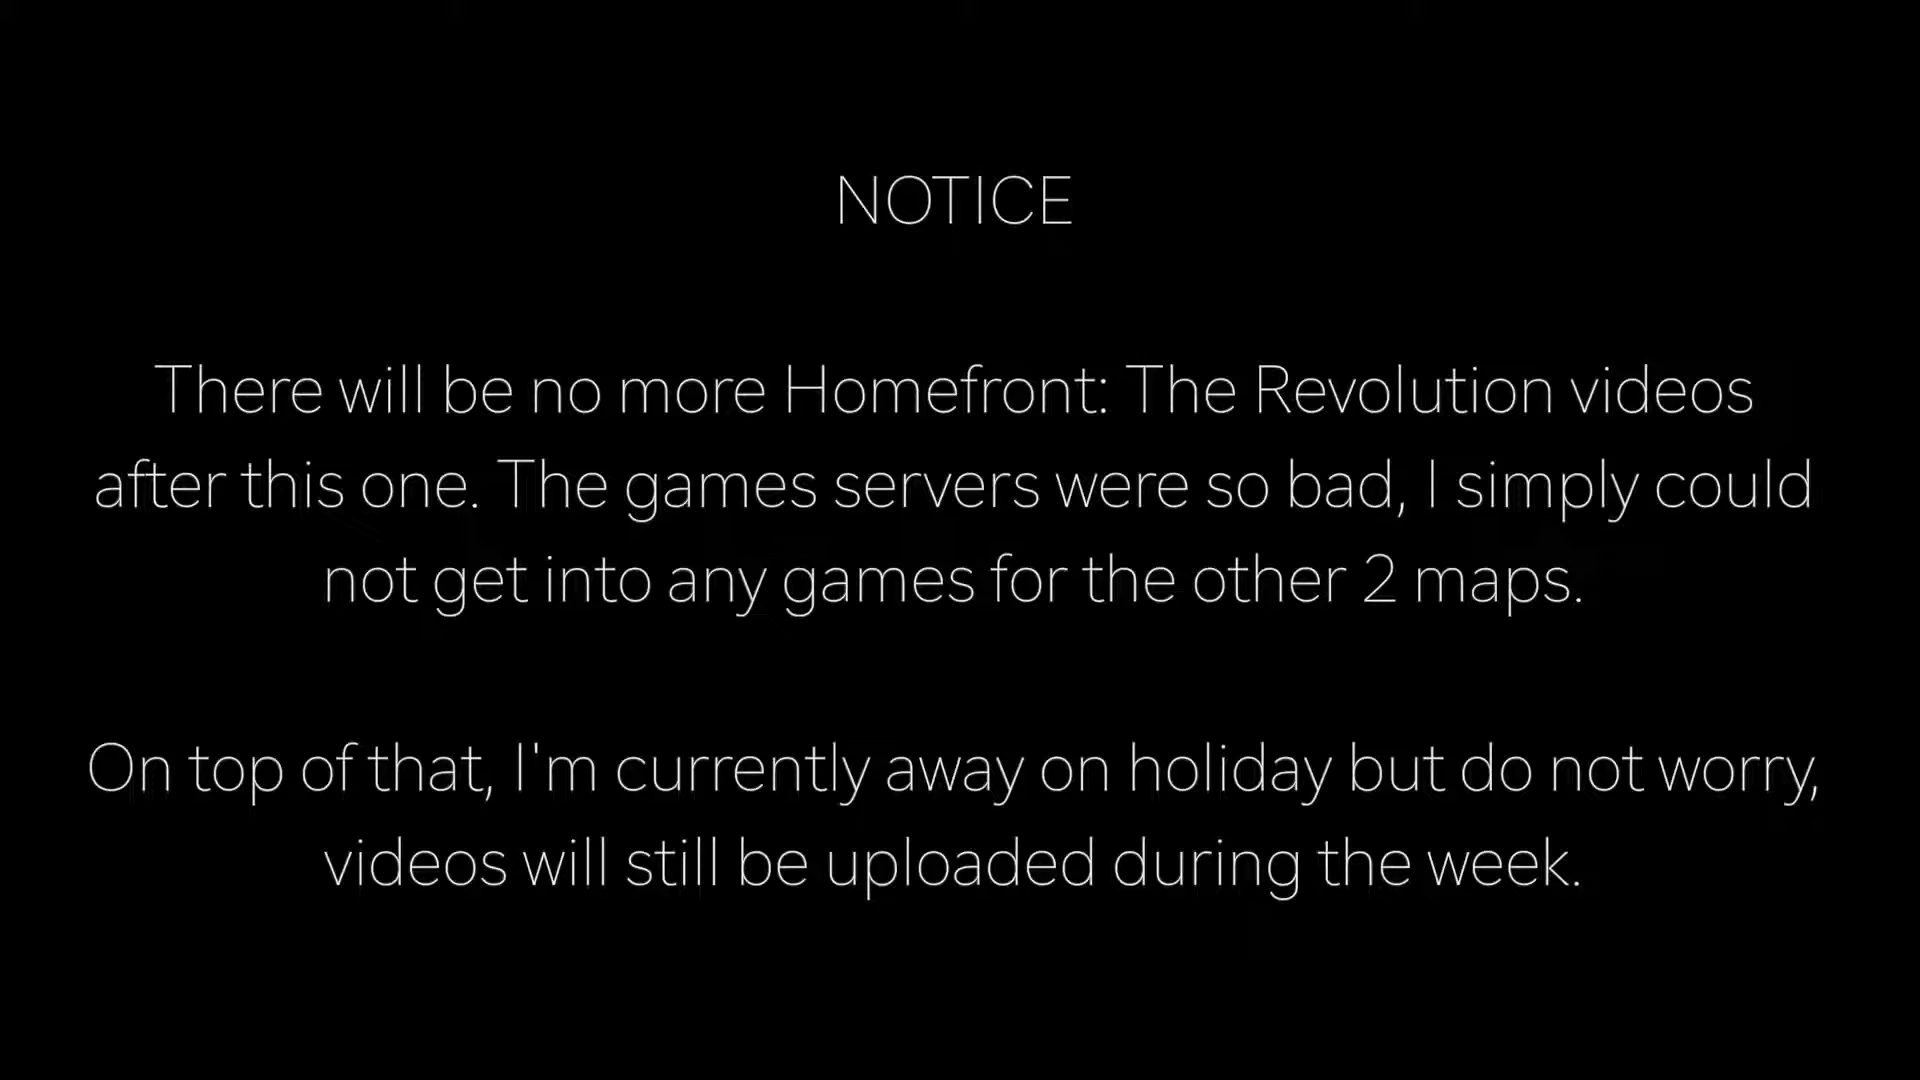 NOTICE
There will be no more Homefront: The Revolution videos
after this one. The games servers were so bad, I simply could
not get into any games for the other 2 maps.
On top of that, I'm currently away on holiday but do not worry,
videos will still be uploaded during the week.